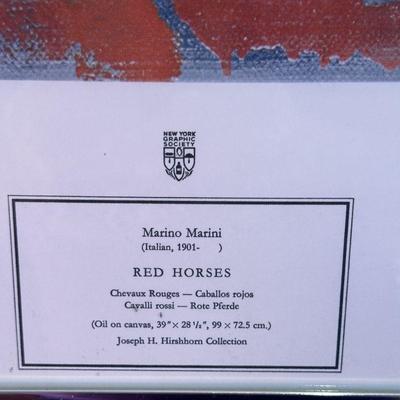 NEW YORK
GRAPHIC
SOCIETY
Marino Marini
(Italian, 1901-      )
RED HORSES
Chevaux Rouges — Caballos rojos
Cavalli rossi — Rote Pferde
(Oil on canvas, 39" × 28 ½", 99 × 72.5 cm.)
Joseph H. Hirshhorn Collection